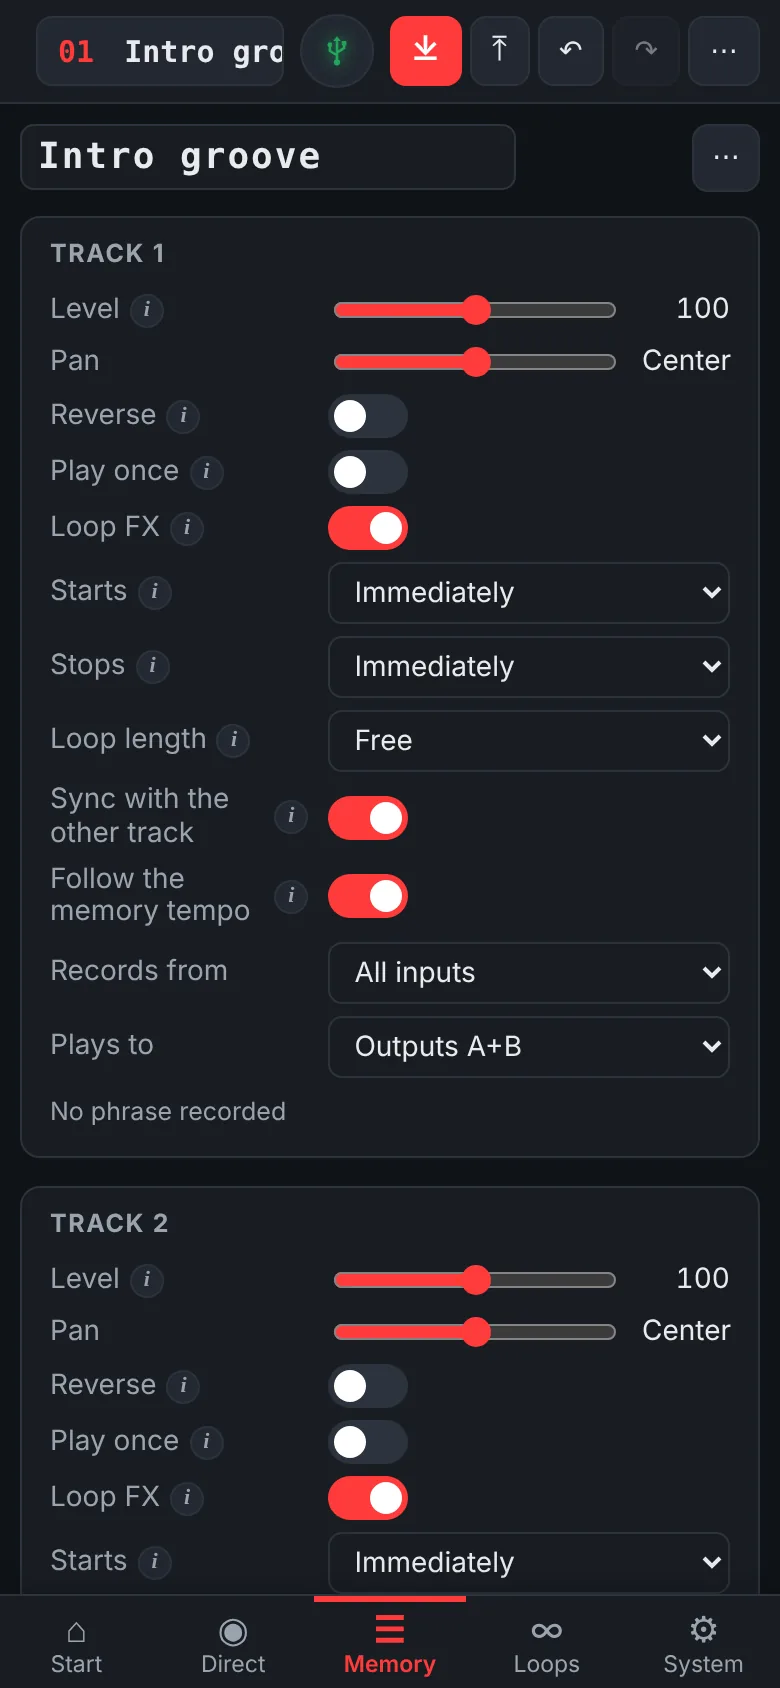 01 Intro gro
...
Intro groove
...
TRACK 1
Level i 100
Pan Center
Reverse i
Play once i
Loop FX i
Starts i Immediately
Stops i Immediately
Loop length i Free
Sync with the
other track i
Follow the
memory tempo i
Records from All inputs
Plays to Outputs A+B
No phrase recorded
TRACK 2
Level i 100
Pan Center
Reverse i
Play once i
Loop FX i
Starts i Immediately
Start Direct Memory Loops System